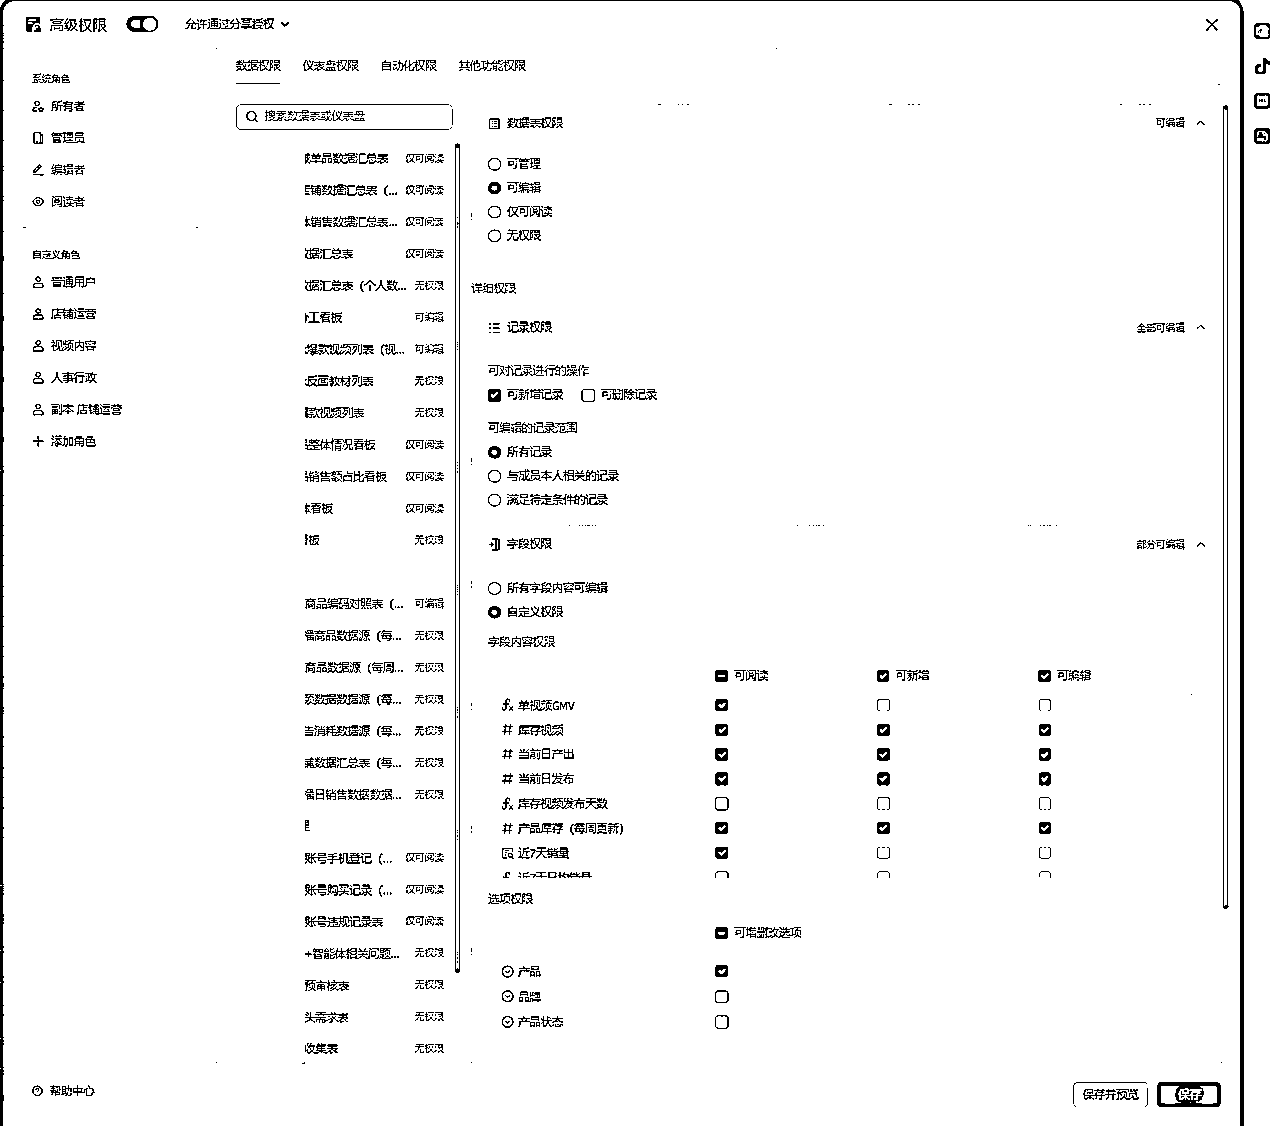 高级权限
允许通过分享授权
系统角色
所有者
管理员
编辑者
阅读者
自定义角色
普通用户
店铺运营
视频内容
人事行政
副本 店铺运营
添加角色
帮助中心
数据权限 仪表盘权限 自动化权限 其他功能权限
搜索数据表或仪表盘
单品数据汇总表 仅可阅读
铺数据汇总表 (... 仅可阅读
销售数据汇总表... 仅可阅读
据汇总表 仅可阅读
据汇总表 (个人数... 无权限
工看板 可编辑
爆款视频列表 (视... 可编辑
反面教材列表 无权限
款视频列表 无权限
整体情况看板 仅可阅读
销售额占比看板 仅可阅读
看板 仅可阅读
板 无权限
商品编码对照表 (... 可编辑
商品数据源 (每... 无权限
商品数据源 (每周... 无权限
数据数据源 (每... 无权限
消耗数据源 (每... 无权限
数据汇总表 (每... 无权限
日销售数据数据... 无权限
账号手机登记 (... 仅可阅读
账号购买记录 (... 仅可阅读
账号违规记录表 仅可阅读
+智能体相关问题... 无权限
预审核表 无权限
头需求表 无权限
收集表 无权限
数据表权限 可编辑
可管理
可编辑
仅可阅读
无权限
详细权限
记录权限 全部可编辑
可对记录进行的操作
可新增记录 可删除记录
可编辑的记录范围
所有记录
与成员本人相关的记录
满足特定条件的记录
字段权限 部分可编辑
所有字段内容可编辑
自定义权限
字段内容权限
可阅读 可新增 可编辑
单视频GMV
库存视频
当前日产出
当前日发布
库存视频发布天数
产品库存 (每周更新)
近7天销量
近7天日均销量
选项权限
可增删改选项
产品
品牌
产品状态
保存并预览 保存